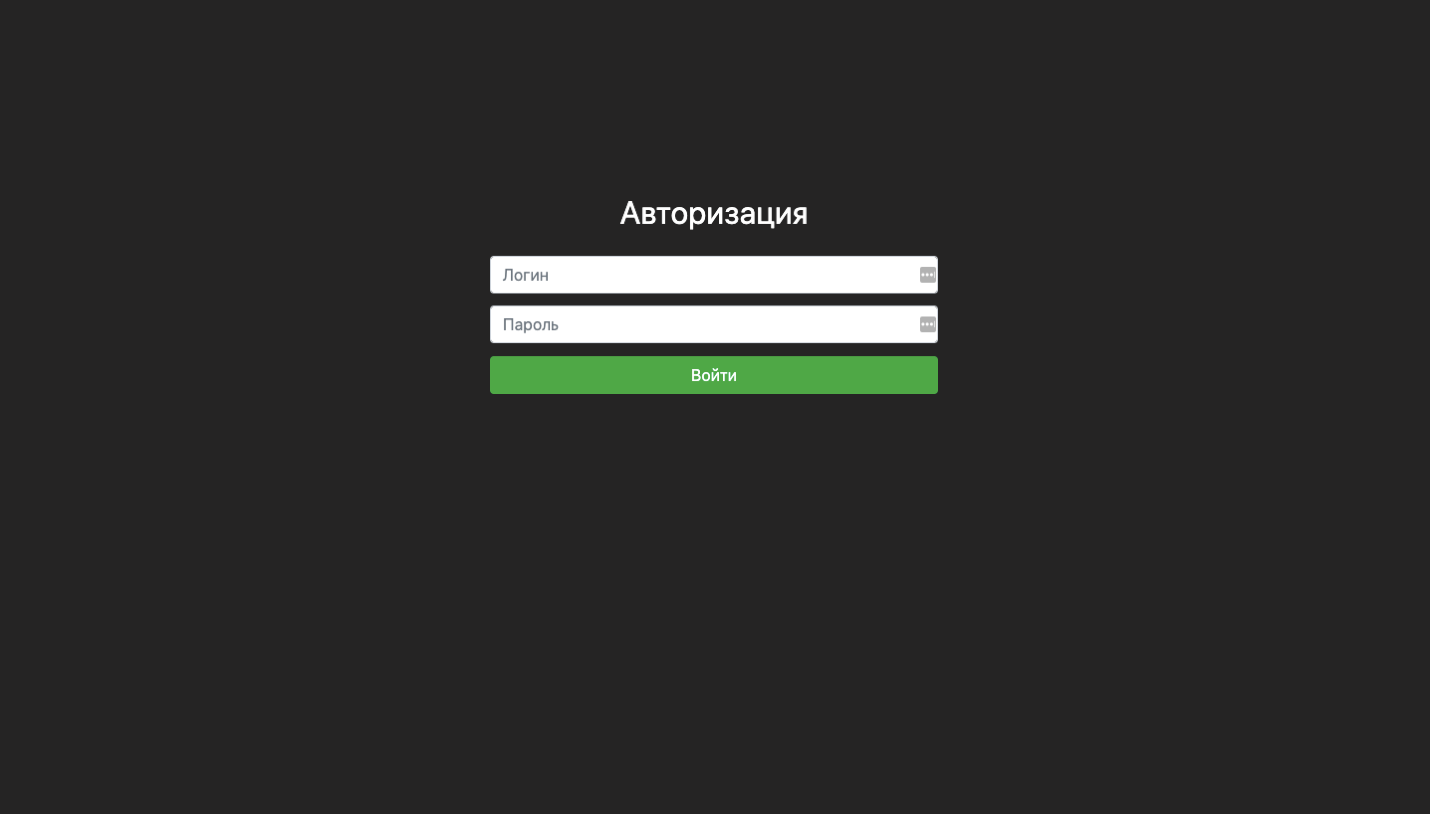 Авторизация
Логин
Пароль
Войти